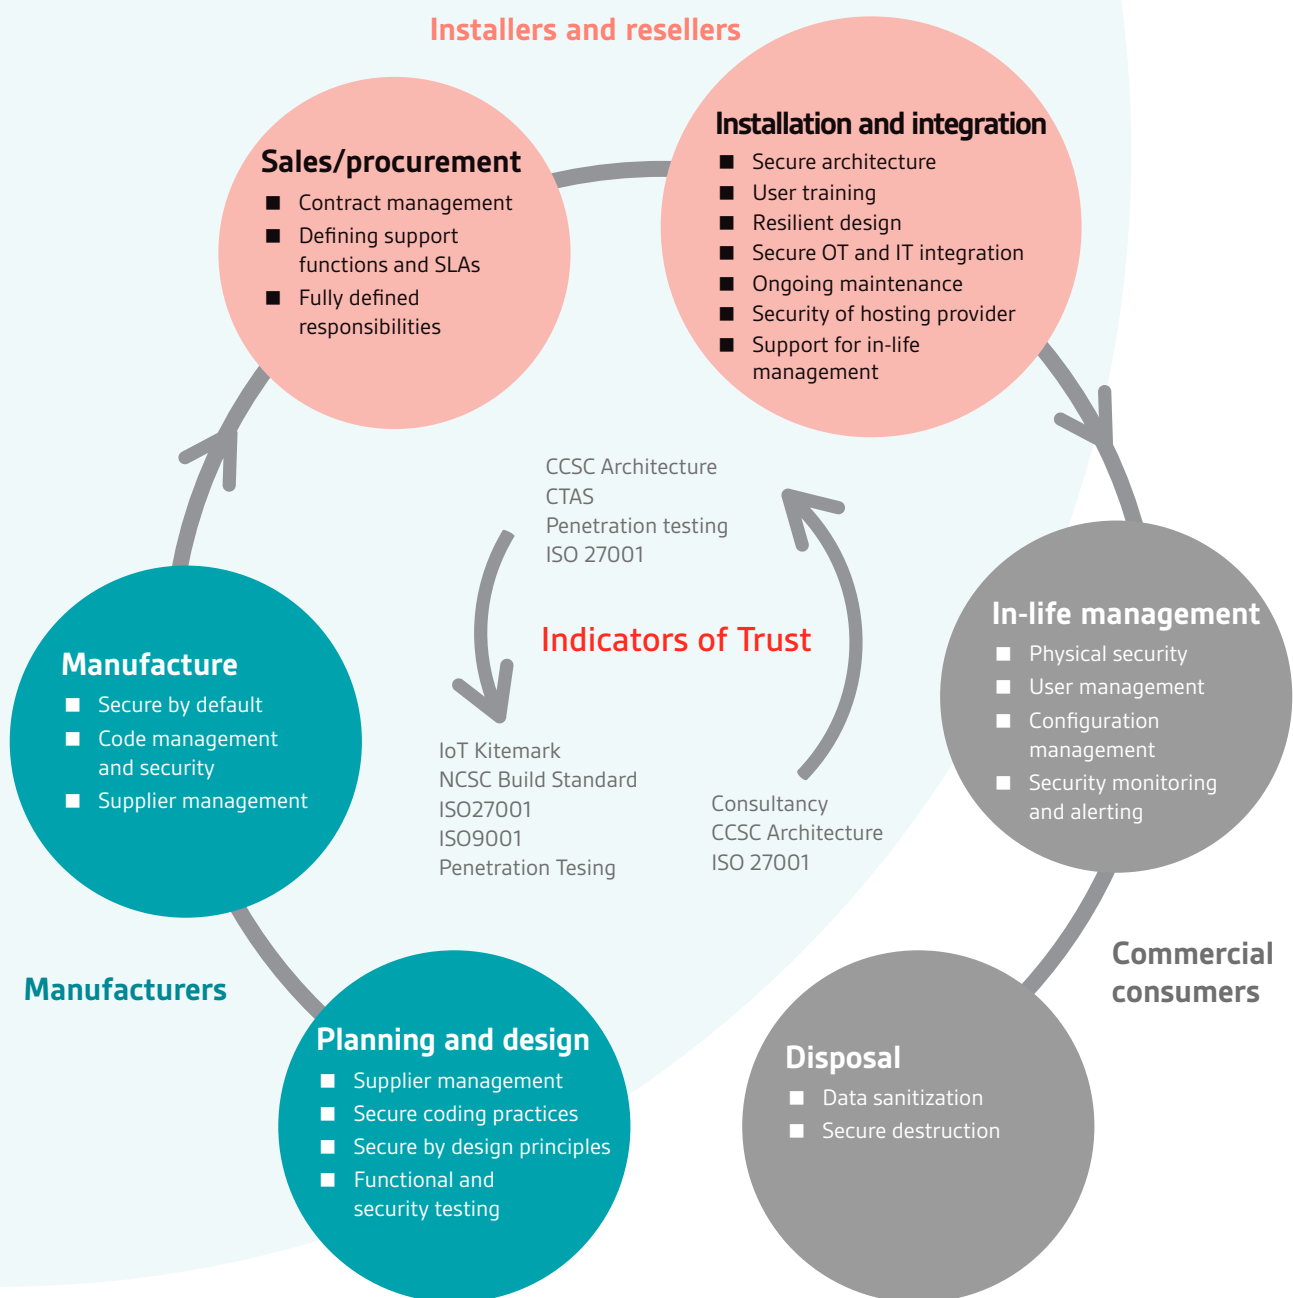 Installers and resellers
Sales/procurement
Contract management
Defining support
functions and SLAs
Fully defined
responsibilities
Installation and integration
Secure architecture
User training
Resilient design
Secure OT and IT integration
Ongoing maintenance
Security of hosting provider
Support for in-life
management
CCSC Architecture
CTAS
Penetration testing
ISO 27001
Indicators of Trust
In-life management
Physical security
User management
Configuration
management
Security monitoring
and alerting
Manufacture
Secure by default
Code management
and security
Supplier management
IoT Kitemark
NCSC Build Standard
ISO27001
ISO9001
Penetration Tesing
Consultancy
CCSC Architecture
ISO 27001
Manufacturers
Commercial
consumers
Planning and design
Supplier management
Secure coding practices
Secure by design principles
Functional and
security testing
Disposal
Data sanitization
Secure destruction